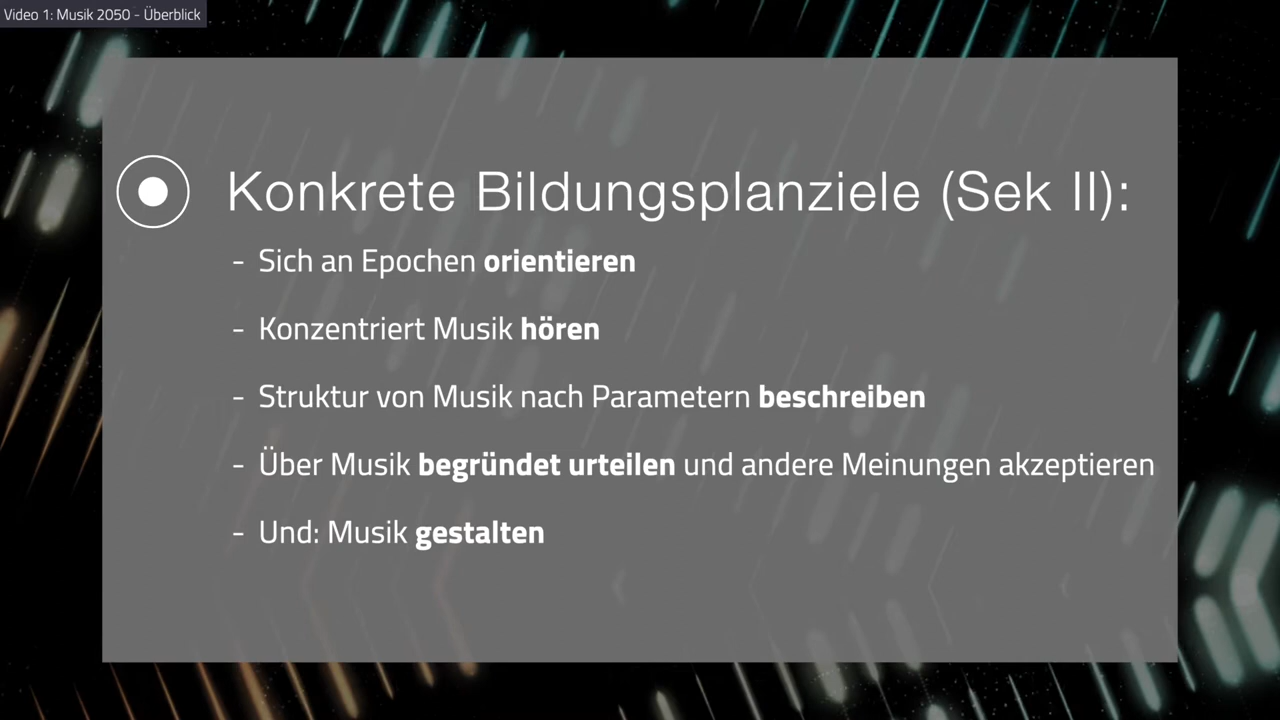 Video 1: Musik 2050 - Überblick
Konkrete Bildungsplanziele (Sek II):
- Sich an Epochen orientieren
- Konzentriert Musik hören
- Struktur von Musik nach Parametern beschreiben
- Über Musik begründet urteilen und andere Meinungen akzeptieren
- Und: Musik gestalten